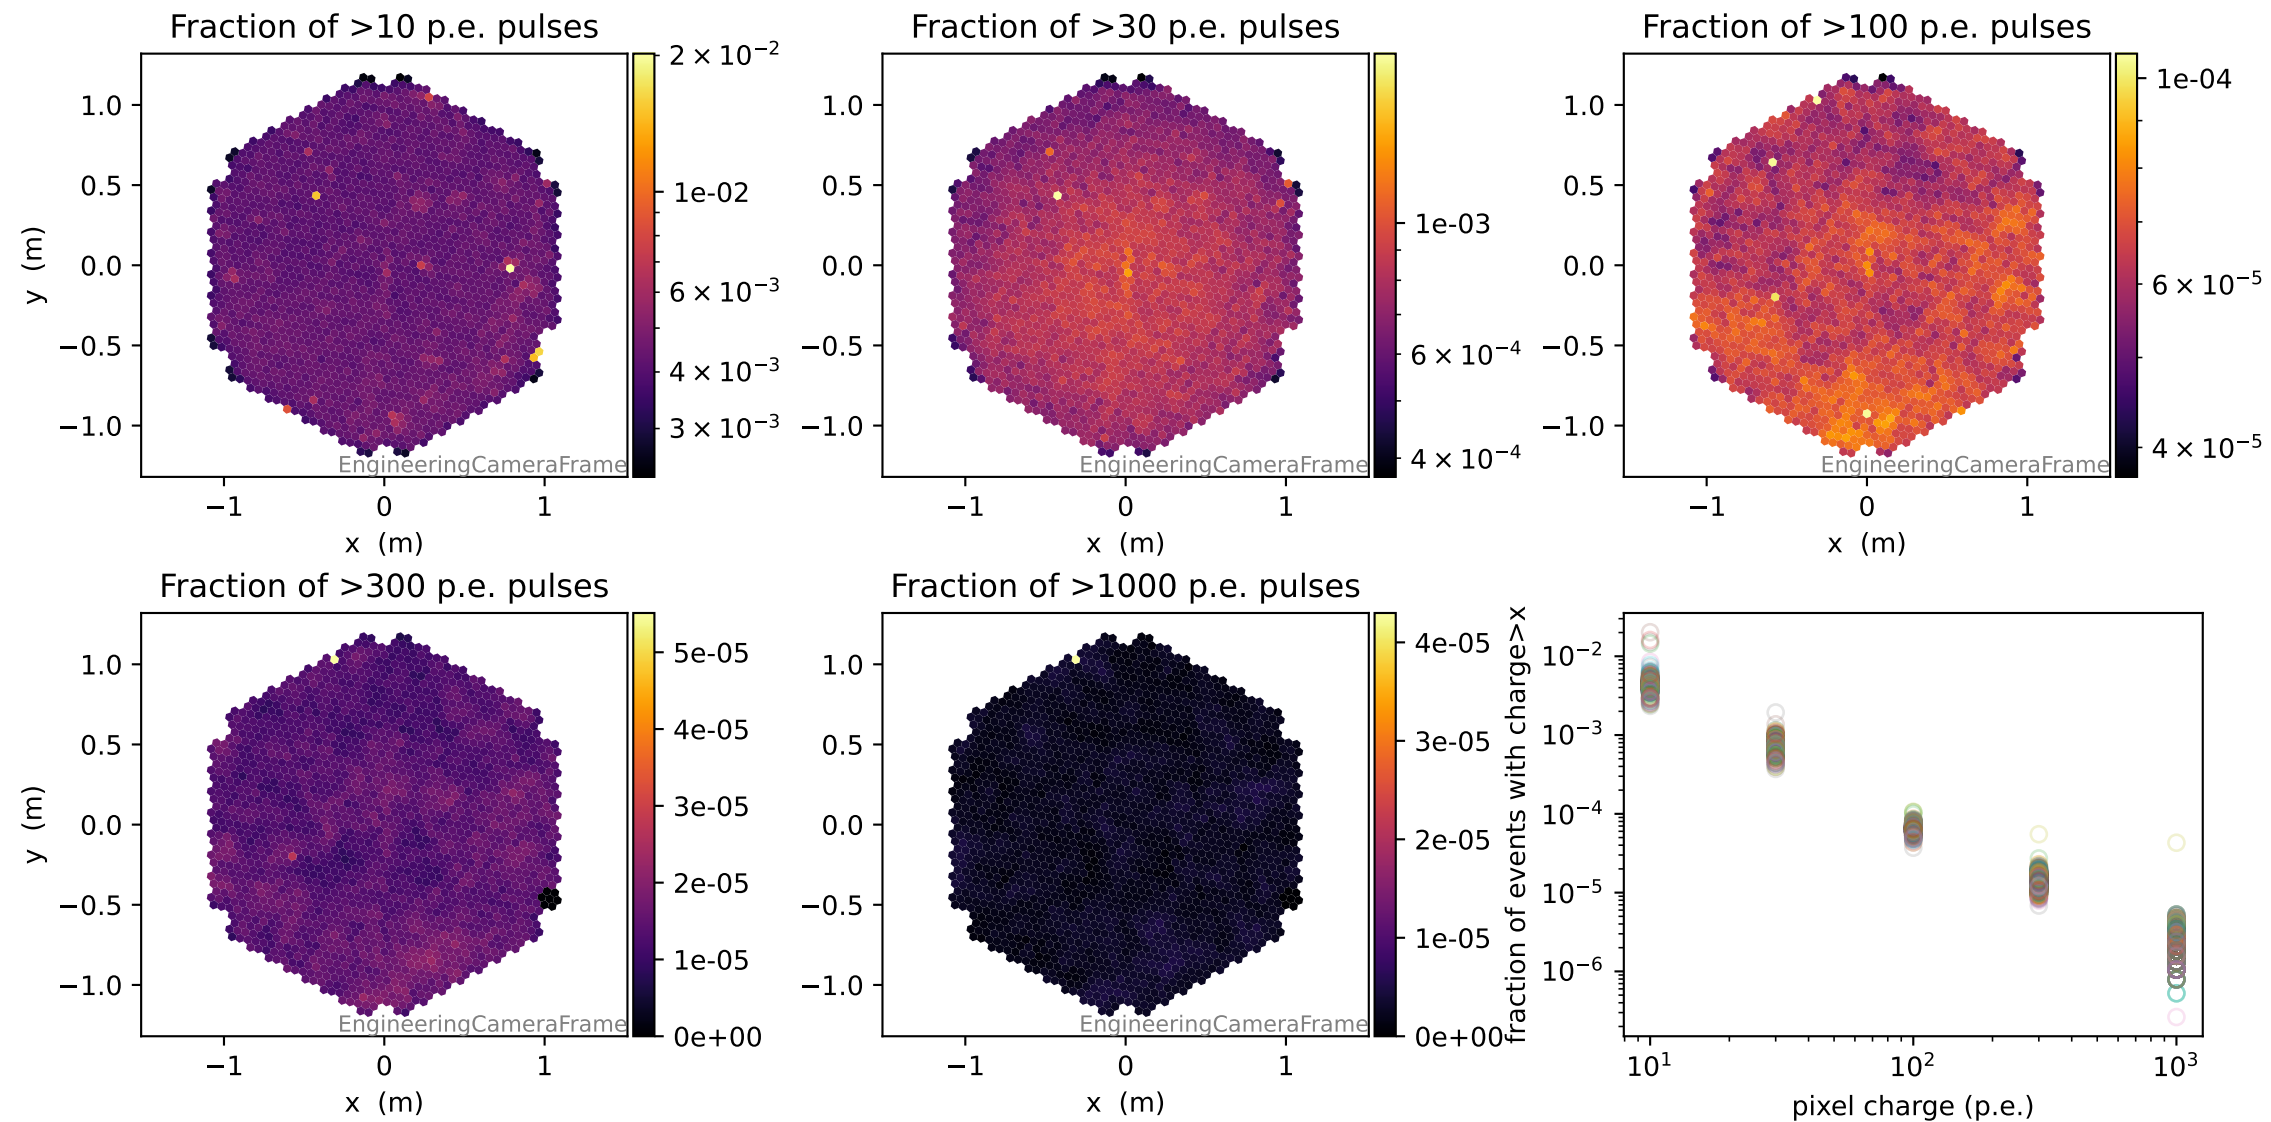 Fraction of >10 p.e. pulses
y (m)
1.0
0.5
0.0
−0.5
−1.0
−1 0 1
x (m)
EngineeringCameraFrame
2×10⁻²
1e-02
6×10⁻³
4×10⁻³
3×10⁻³
Fraction of >30 p.e. pulses
1.0
0.5
0.0
−0.5
−1.0
−1 0 1
x (m)
EngineeringCameraFrame
1e-03
6×10⁻⁴
4×10⁻⁴
Fraction of >100 p.e. pulses
1.0
0.5
0.0
−0.5
−1.0
−1 0 1
x (m)
EngineeringCameraFrame
1e-04
6×10⁻⁵
4×10⁻⁵
Fraction of >300 p.e. pulses
y (m)
1.0
0.5
0.0
−0.5
−1.0
−1 0 1
x (m)
EngineeringCameraFrame
5e-05
4e-05
3e-05
2e-05
1e-05
0e+00
Fraction of >1000 p.e. pulses
1.0
0.5
0.0
−0.5
−1.0
−1 0 1
x (m)
EngineeringCameraFrame
4e-05
3e-05
2e-05
1e-05
0e+00
fraction of events with charge>x
10⁻²
10⁻³
10⁻⁴
10⁻⁵
10⁻⁶
10¹ 10² 10³
pixel charge (p.e.)